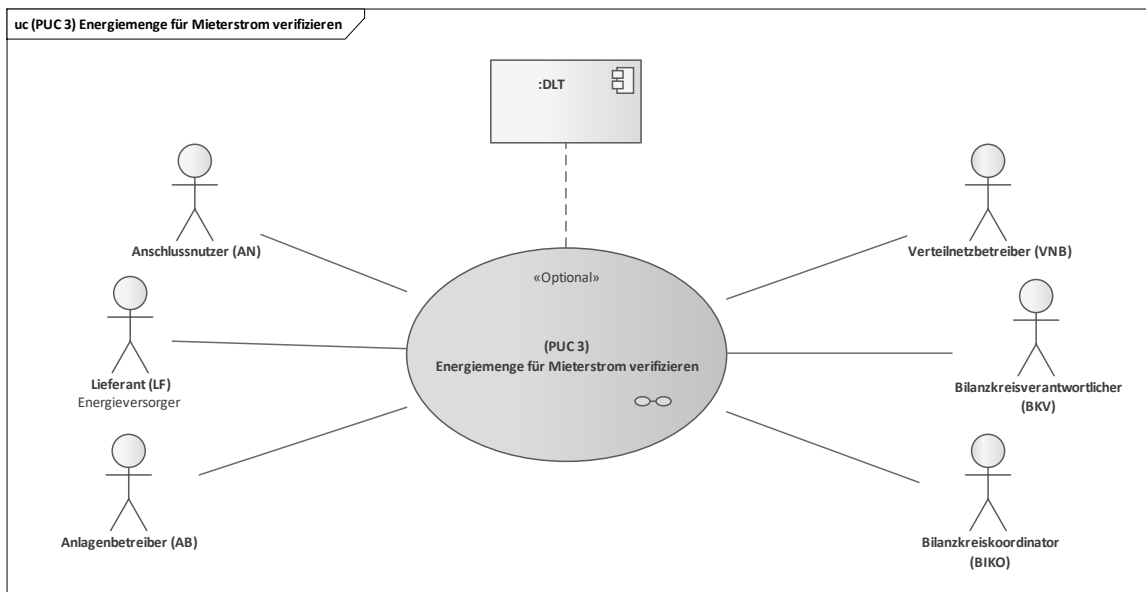 uc (PUC 3) Energiemenge für Mieterstrom verifizieren
:DLT
Anschlussnutzer (AN)
Verteilnetzbetreiber (VNB)
«Optional»
(PUC 3)
Energiemenge für Mieterstrom verifizieren
Lieferant (LF)
Energieversorger
Bilanzkreisverantwortlicher
(BKV)
Anlagenbetreiber (AB)
Bilanzkreiskoordinator
(BIKO)